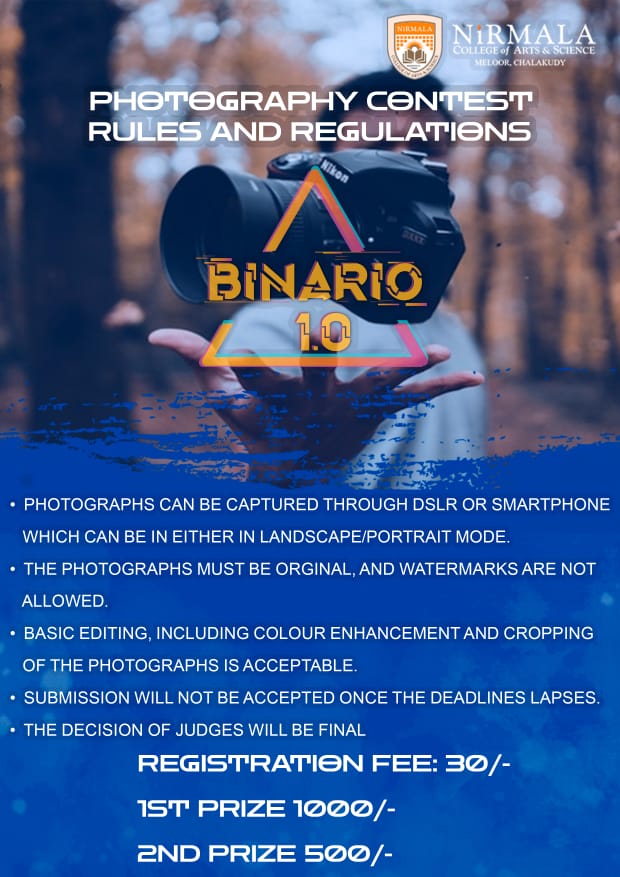 NiRMALA
NiRMALA
COLLEGE OF ARTS & SCIENCE
MELOOR, CHALAKUDY
PHOTOGRAPHY CONTEST
RULES AND REGULATIONS
Nikon
BINARIO
1.0
• PHOTOGRAPHS CAN BE CAPTURED THROUGH DSLR OR SMARTPHONE
WHICH CAN BE IN EITHER IN LANDSCAPE/PORTRAIT MODE.
• THE PHOTOGRAPHS MUST BE ORGINAL, AND WATERMARKS ARE NOT
ALLOWED.
• BASIC EDITING, INCLUDING COLOUR ENHANCEMENT AND CROPPING
OF THE PHOTOGRAPHS IS ACCEPTABLE.
• SUBMISSION WILL NOT BE ACCEPTED ONCE THE DEADLINES LAPSES.
• THE DECISION OF JUDGES WILL BE FINAL
REGISTRATION FEE: 30/-
1ST PRIZE 1000/-
2ND PRIZE 500/-